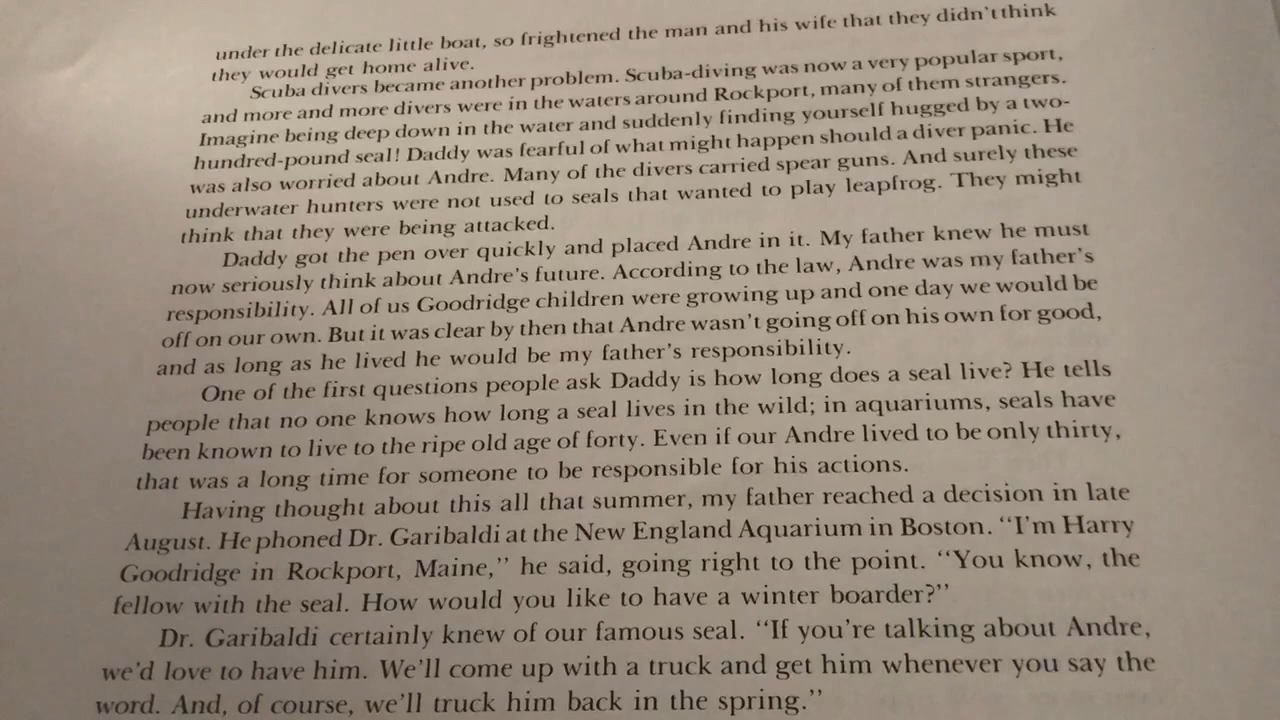 under the delicate little boat, so frightened the man and his wife that they didn't think
they would get home alive.
Scuba divers became another problem. Scuba-diving was now a very popular sport,
and more and more divers were in the waters around Rockport, many of them strangers.
Imagine being deep down in the water and suddenly finding yourself hugged by a two-
hundred-pound seal! Daddy was fearful of what might happen should a diver panic. He
was also worried about Andre. Many of the divers carried spear guns. And surely these
underwater hunters were not used to seals that wanted to play leapfrog. They might
think that they were being attacked.
Daddy got the pen over quickly and placed Andre in it. My father knew he must
now seriously think about Andre's future. According to the law, Andre was my father's
responsibility. All of us Goodridge children were growing up and one day we would be
off on our own. But it was clear by then that Andre wasn't going off on his own for good,
and as long as he lived he would be my father's responsibility.
One of the first questions people ask Daddy is how long does a seal live? He tells
people that no one knows how long a seal lives in the wild; in aquariums, seals have
been known to live to the ripe old age of forty. Even if our Andre lived to be only thirty,
that was a long time for someone to be responsible for his actions.
Having thought about this all that summer, my father reached a decision in late
August. He phoned Dr. Garibaldi at the New England Aquarium in Boston. "I'm Harry
Goodridge in Rockport, Maine," he said, going right to the point. "You know, the
fellow with the seal. How would you like to have a winter boarder?"
Dr. Garibaldi certainly knew of our famous seal. "If you're talking about Andre,
we'd love to have him. We'll come up with a truck and get him whenever you say the
word. And, of course, we'll truck him back in the spring."